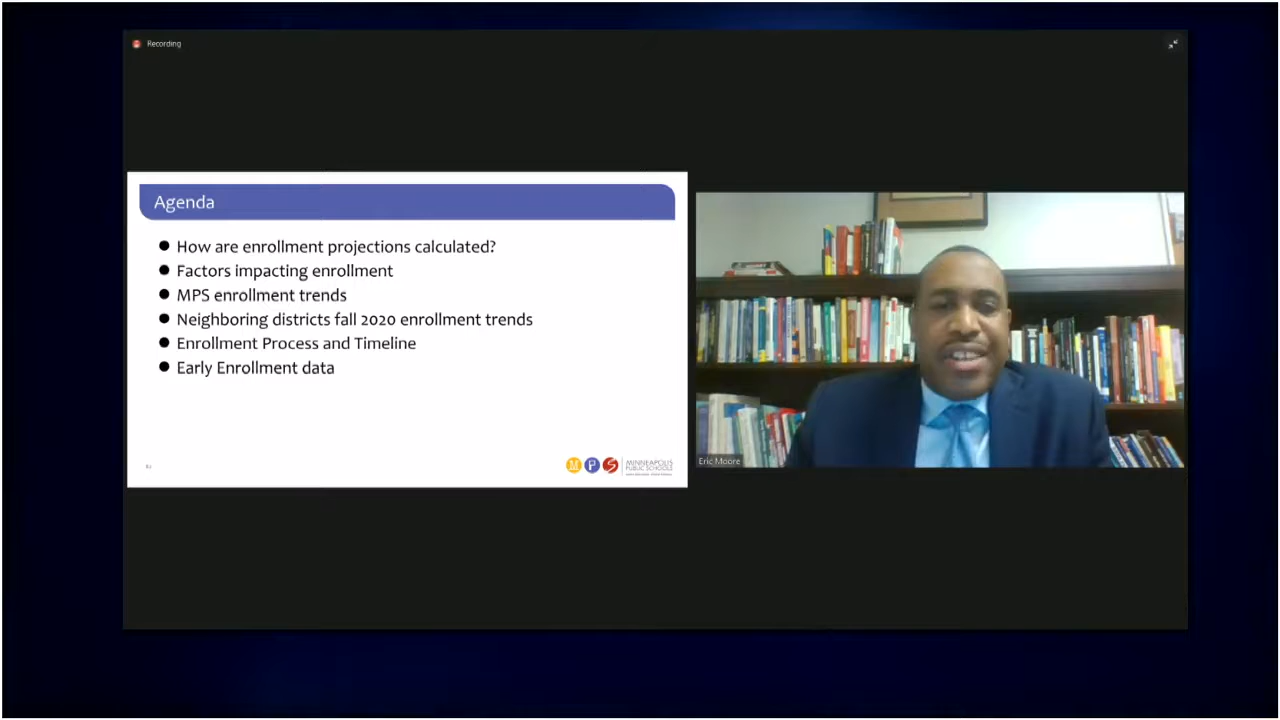 Recording
Agenda
How are enrollment projections calculated?
Factors impacting enrollment
MPS enrollment trends
Neighboring districts fall 2020 enrollment trends
Enrollment Process and Timeline
Early Enrollment data
M P S
MINNEAPOLIS
PUBLIC SCHOOLS
Eric Moore